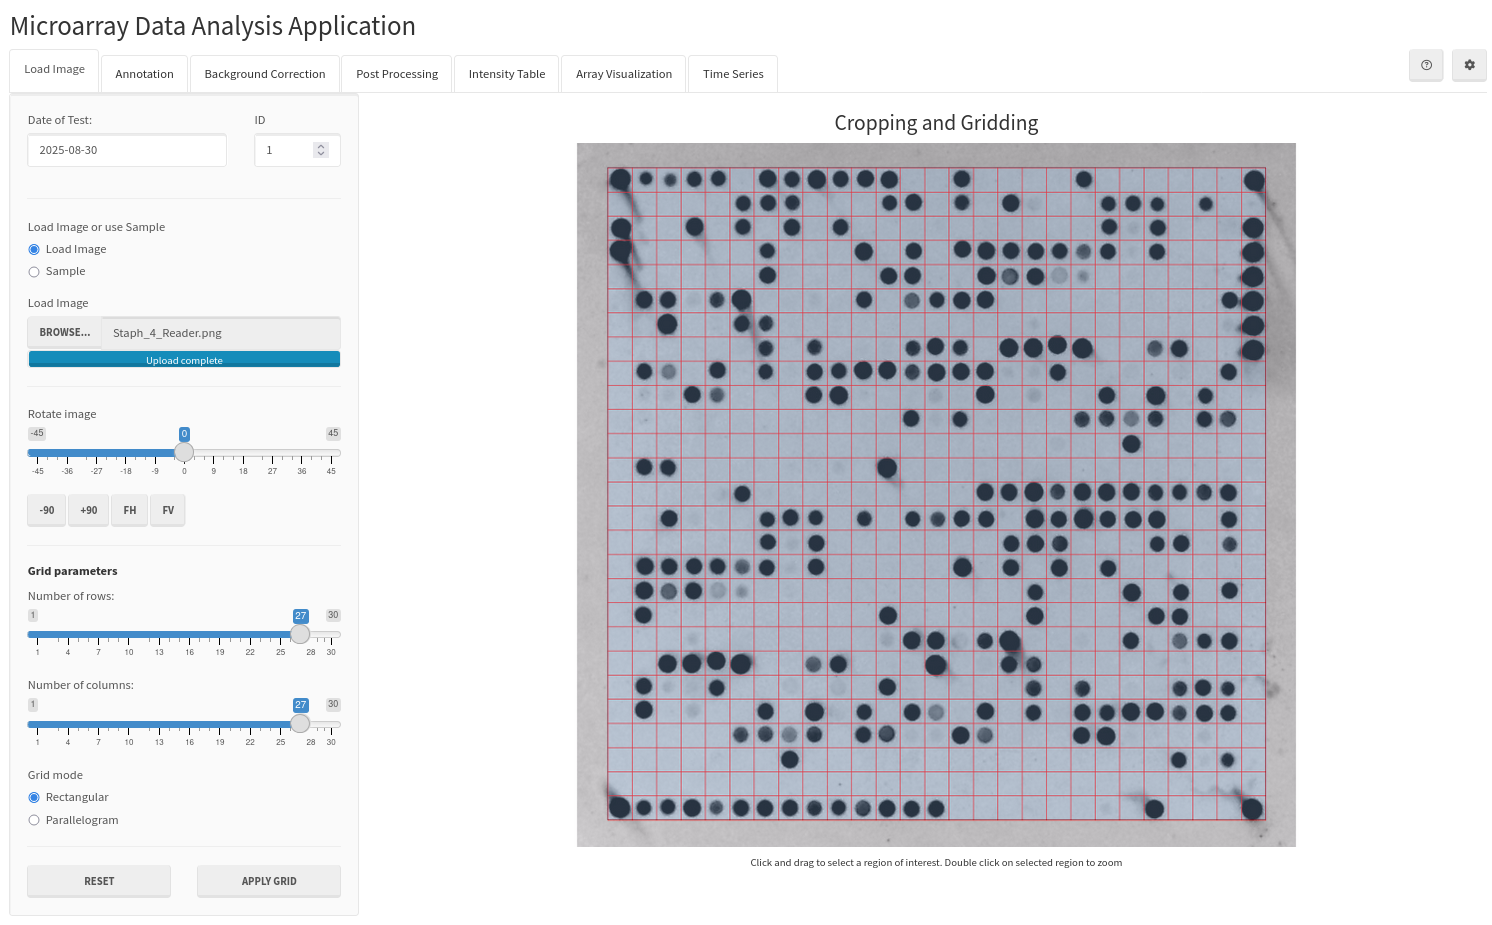 Microarray Data Analysis Application
Load Image
Annotation
Background Correction
Post Processing
Intensity Table
Array Visualization
Time Series
Date of Test:
ID
2025-08-30
1
Load Image or use Sample
Load Image
Sample
Load Image
BROWSE... Staph_4_Reader.png
Upload complete
Rotate image
-45 0 45
-45 -36 -27 -18 -9 0 9 18 27 36 45
-90 +90 FH FV
Grid parameters
Number of rows:
1 27 30
1 4 7 10 13 16 19 22 25 28 30
Number of columns:
1 27 30
1 4 7 10 13 16 19 22 25 28 30
Grid mode
Rectangular
Parallelogram
RESET APPLY GRID
Cropping and Gridding
Click and drag to select a region of interest. Double click on selected region to zoom